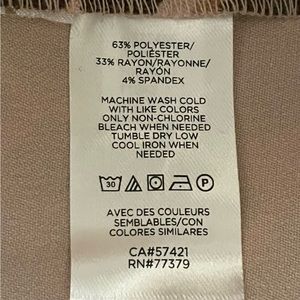 63% POLYESTER/
POLIÉSTER
33% RAYON/RAYONNE/
RAYÓN
4% SPANDEX
MACHINE WASH COLD
WITH LIKE COLORS
ONLY NON-CHLORINE
BLEACH WHEN NEEDED
TUMBLE DRY LOW
COOL IRON WHEN
NEEDED
30 P
AVEC DES COULEURS
SEMBLABLES/CON
COLORES SIMILARES
CA#57421
RN#77379